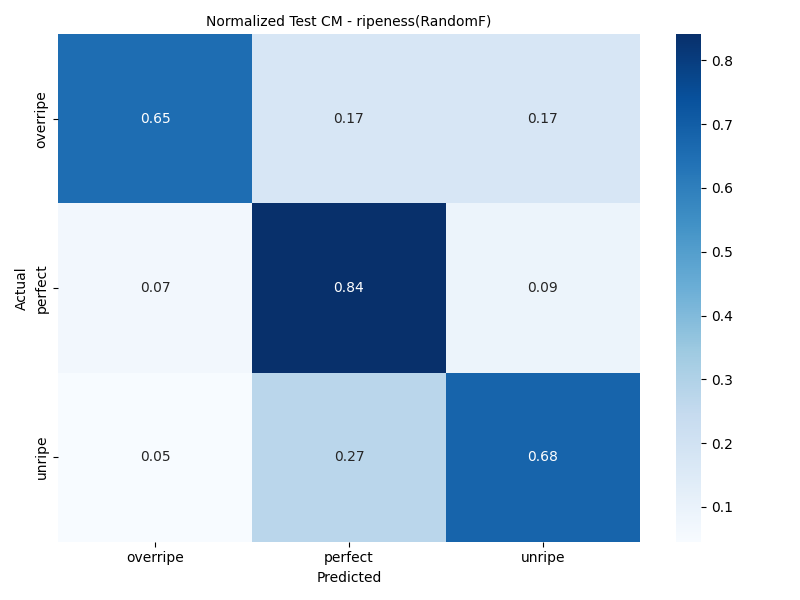 Normalized Test CM - ripeness(RandomF)
overripe
0.65
0.17
0.17
0.8
0.7
0.6
Actual
perfect
0.07
0.84
0.09
0.5
0.4
0.3
unripe
0.05
0.27
0.68
0.2
0.1
overripe
perfect
unripe
Predicted